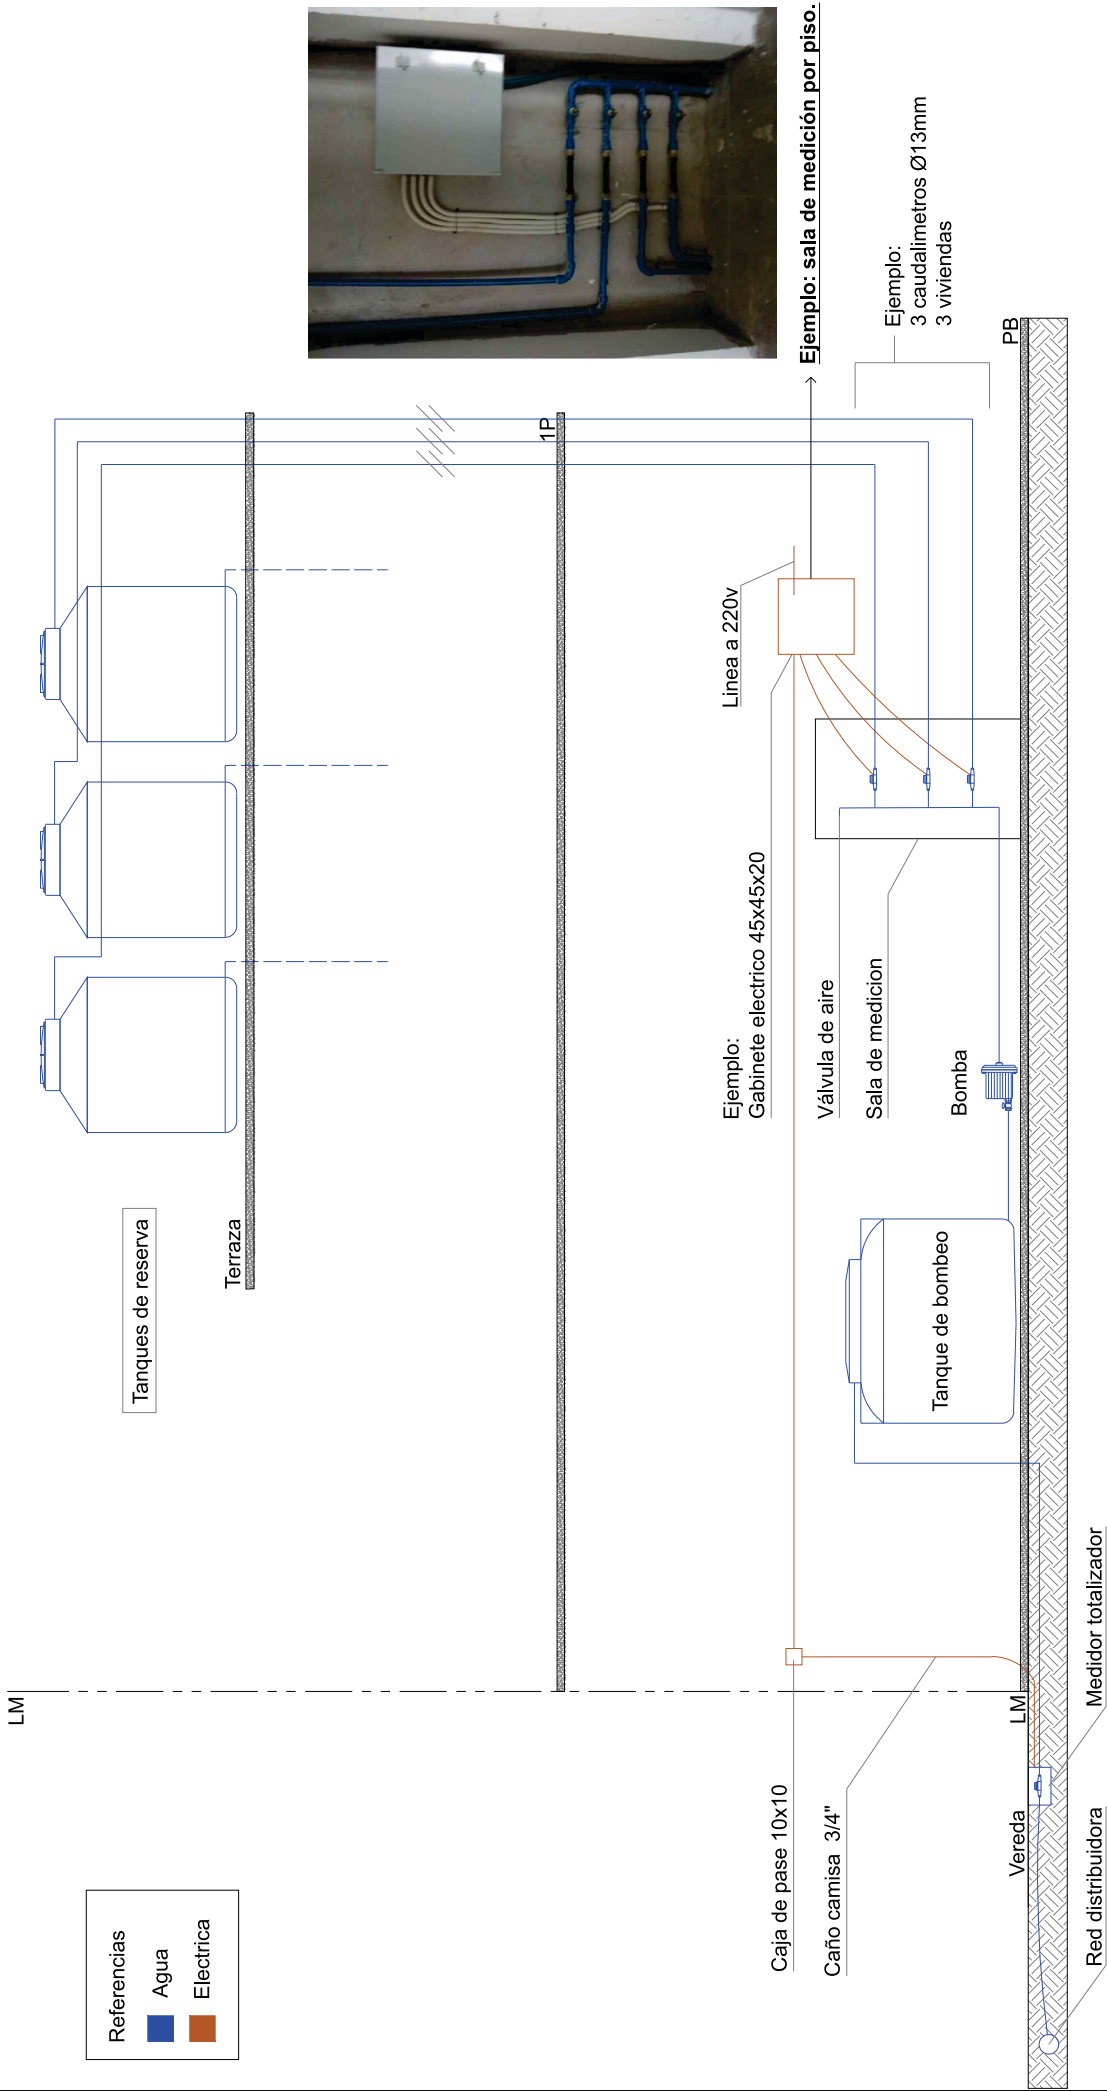 LM
Referencias
Agua
Electrica
Tanques de reserva
Terraza
1P
Ejemplo: sala de medición por piso.
Linea a 220v
Ejemplo:
Gabinete electrico 45x45x20
Ejemplo:
3 caudalimetros Ø13mm
3 viviendas
Válvula de aire
Sala de medicion
Bomba
Tanque de bombeo
Caja de pase 10x10
Caño camisa 3/4"
PB
LM
Vereda
Medidor totalizador
Red distribuidora